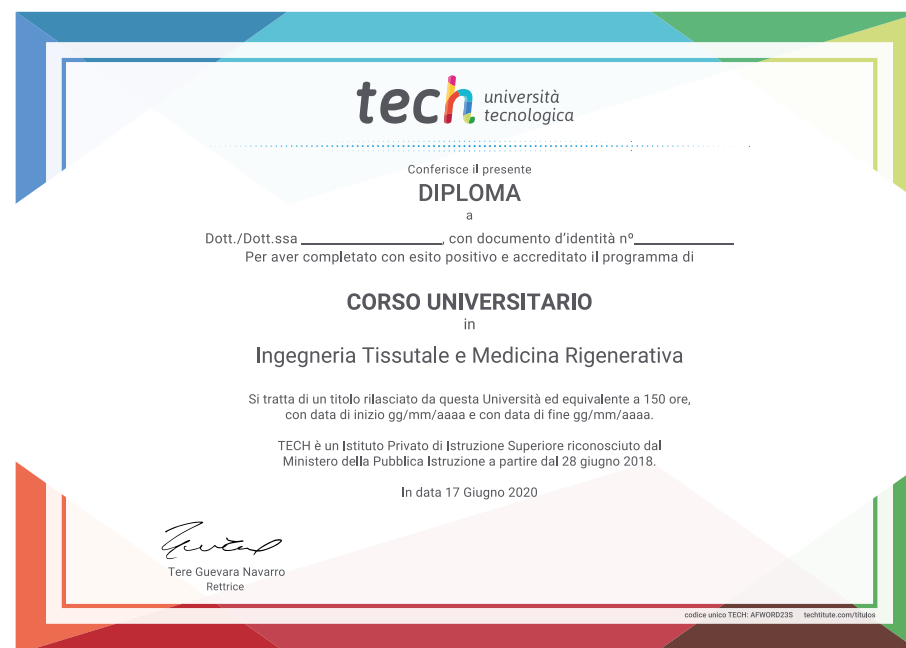 tech università
tecnologica
Conferisce il presente
DIPLOMA
a
Dott./Dott.ssa ____________________, con documento d'identità nº______________
Per aver completato con esito positivo e accreditato il programma di
CORSO UNIVERSITARIO
in
Ingegneria Tissutale e Medicina Rigenerativa
Si tratta di un titolo rilasciato da questa Università ed equivalente a 150 ore,
con data di inizio gg/mm/aaaa e con data di fine gg/mm/aaaa.
TECH è un Istituto Privato di Istruzione Superiore riconosciuto dal
Ministero della Pubblica Istruzione a partire dal 28 giugno 2018.
In data 17 Giugno 2020
Tere Guevara Navarro
Rettrice
codice unico TECH: AFWORD23S techtitute.com/titulos